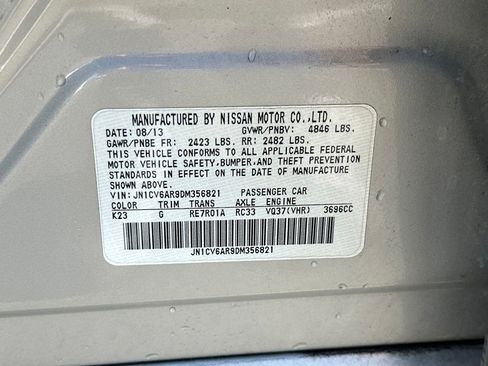 MANUFACTURED BY NISSAN MOTOR CO.,LTD.
DATE: 08/13 GVWR/PNBV: 4846 LBS.
GAWR/PNBE FR: 2423 LBS. RR: 2482 LBS.
THIS VEHICLE CONFORMS TO ALL APPLICABLE FEDERAL
MOTOR VEHICLE SAFETY, BUMPER, AND THEFT PREVENTION
STANDARDS IN EFFECT ON THE DATE OF MANUFACTURE
SHOWN ABOVE.
VIN: JN1CV6AR9DM356821 PASSENGER CAR
COLOR TRIM TRANS AXLE ENGINE
K23 G RE7R01A RC33 VQ37(VHR) 3696CC
JN1CV6AR9DM356821